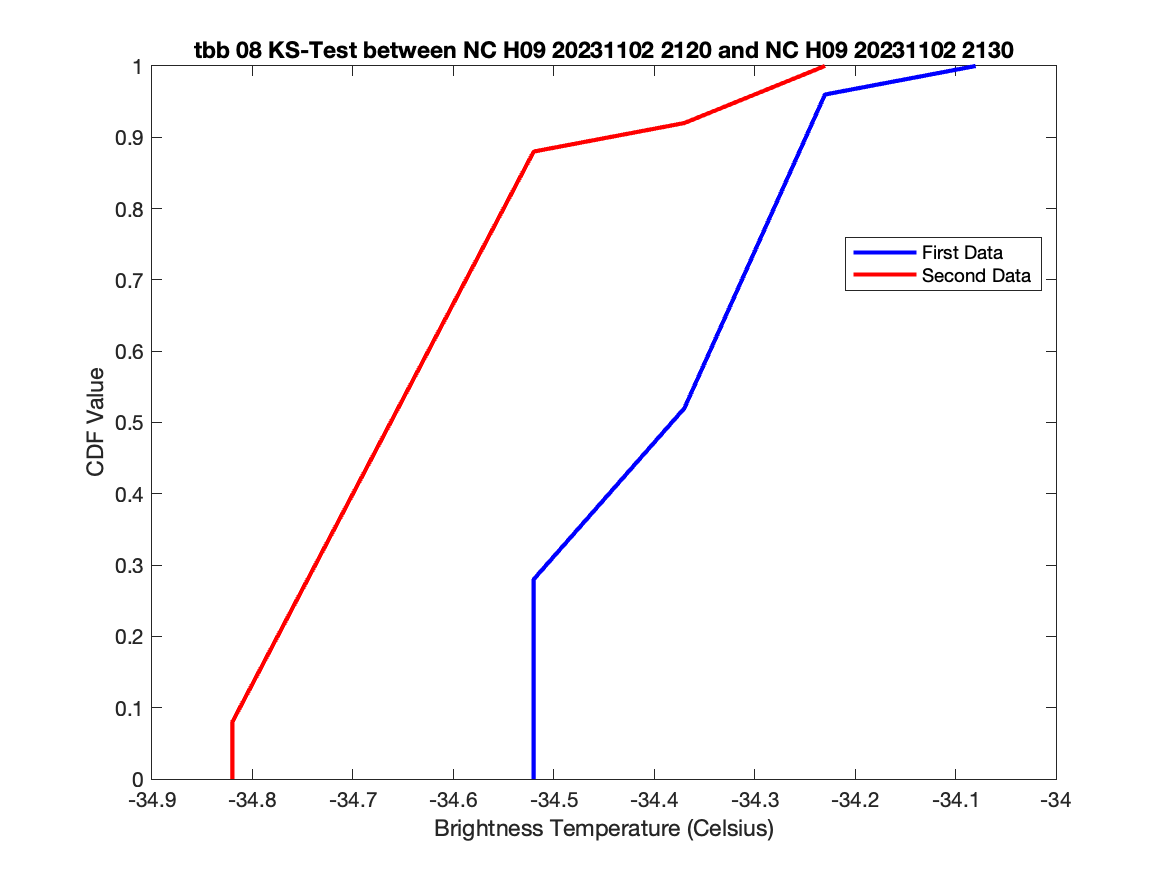 tbb 08 KS-Test between NC H09 20231102 2120 and NC H09 20231102 2130
1
0.9
0.8
0.7
0.6
0.5
0.4
0.3
0.2
0.1
0
CDF Value
First Data
Second Data
-34.9 -34.8 -34.7 -34.6 -34.5 -34.4 -34.3 -34.2 -34.1 -34
Brightness Temperature (Celsius)